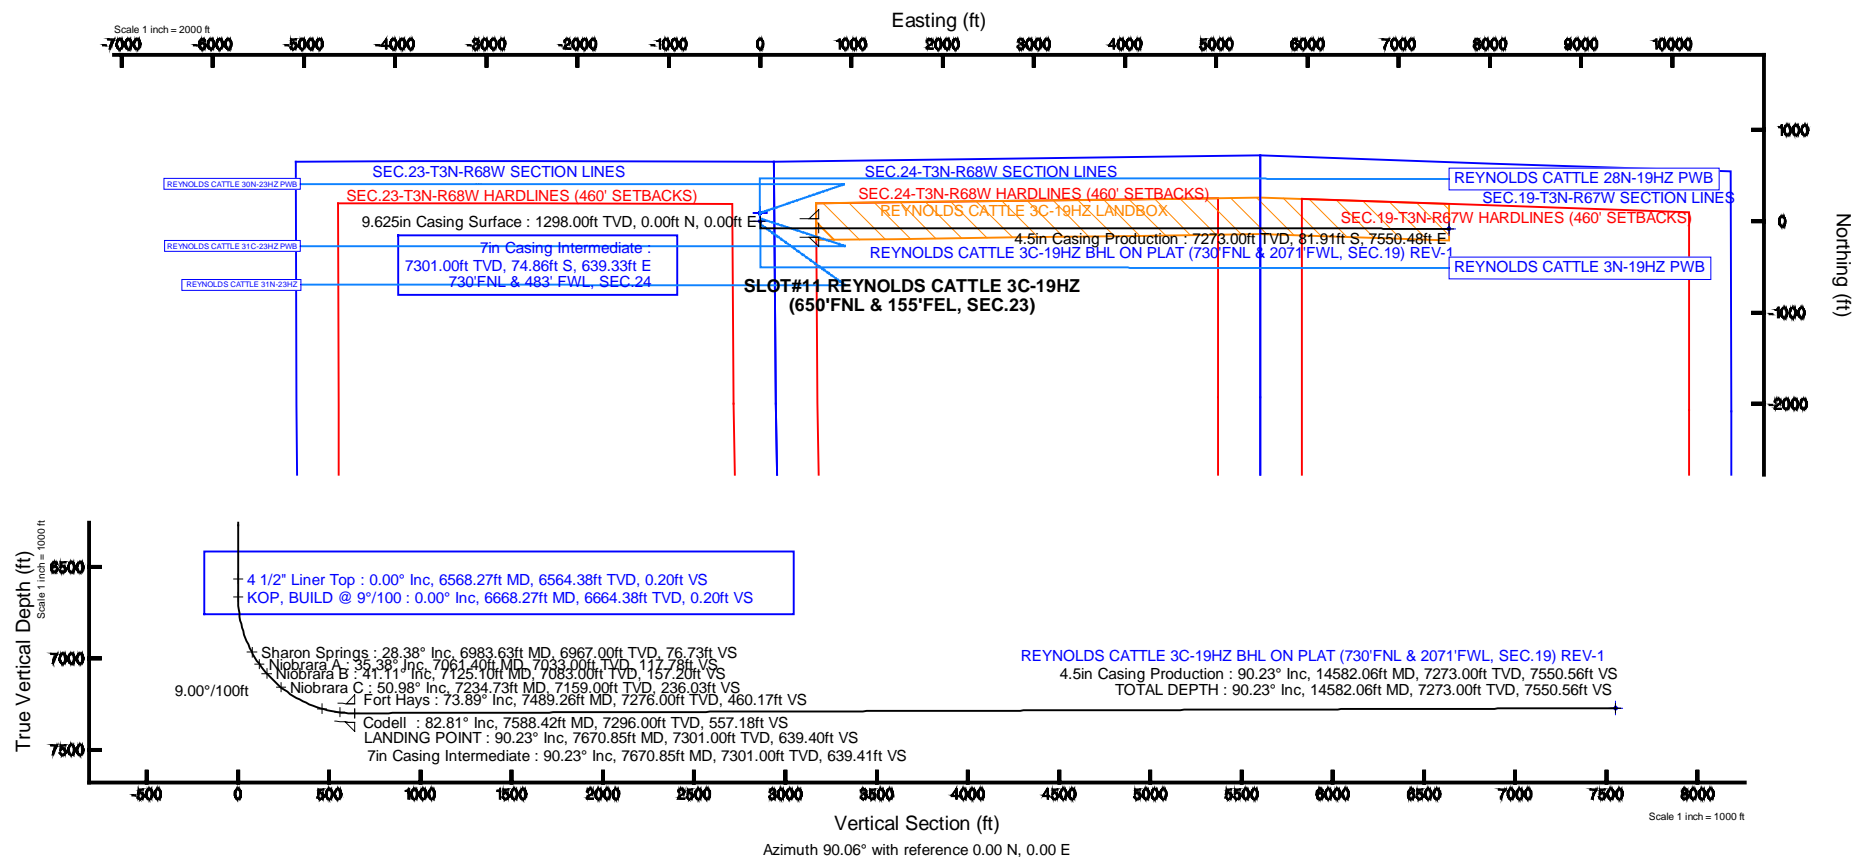 Easting (ft)
Scale 1 inch = 2000 ft
-7000 -6000 -5000 -4000 -3000 -2000 -1000 0 1000 2000 3000 4000 5000 6000 7000 8000 9000 10000
1000
0
-1000
-2000
Northing (ft)
SEC.23-T3N-R68W SECTION LINES
SEC.24-T3N-R68W SECTION LINES
REYNOLDS CATTLE 28N-19HZ PWB
REYNOLDS CATTLE 30N-23HZ PWB
SEC.23-T3N-R68W HARDLINES (460' SETBACKS)
SEC.24-T3N-R68W HARDLINES (460' SETBACKS)
SEC.19-T3N-R67W SECTION LINES
REYNOLDS CATTLE 3C-19HZ LANDBOX
SEC.19-T3N-R67W HARDLINES (460' SETBACKS)
9.625in Casing Surface : 1298.00ft TVD, 0.00ft N, 0.00ft E
4.5in Casing Production : 7273.00ft TVD, 81.91ft S, 7550.48ft E
REYNOLDS CATTLE 31C-23HZ PWB
7in Casing Intermediate :
7301.00ft TVD, 74.86ft S, 639.33ft E
730'FNL & 483' FWL, SEC.24
REYNOLDS CATTLE 3C-19HZ BHL ON PLAT (730'FNL & 2071'FWL, SEC.19) REV-1
REYNOLDS CATTLE 3N-19HZ PWB
REYNOLDS CATTLE 31N-23HZ
SLOT#11 REYNOLDS CATTLE 3C-19HZ
(650'FNL & 155'FEL, SEC.23)
True Vertical Depth (ft)
Scale 1 inch = 1000 ft
6500
7000
7500
4 1/2" Liner Top : 0.00° Inc, 6568.27ft MD, 6564.38ft TVD, 0.20ft VS
KOP, BUILD @ 9°/100 : 0.00° Inc, 6668.27ft MD, 6664.38ft TVD, 0.20ft VS
Sharon Springs : 28.38° Inc, 6983.63ft MD, 6967.00ft TVD, 76.73ft VS
Niobrara A : 35.38° Inc, 7061.40ft MD, 7033.00ft TVD, 117.78ft VS
Niobrara B : 41.11° Inc, 7125.10ft MD, 7083.00ft TVD, 157.20ft VS
Niobrara C : 50.98° Inc, 7234.73ft MD, 7159.00ft TVD, 236.03ft VS
9.00°/100ft
Fort Hays : 73.89° Inc, 7489.26ft MD, 7276.00ft TVD, 460.17ft VS
Codell : 82.81° Inc, 7588.42ft MD, 7296.00ft TVD, 557.18ft VS
LANDING POINT : 90.23° Inc, 7670.85ft MD, 7301.00ft TVD, 639.40ft VS
7in Casing Intermediate : 90.23° Inc, 7670.85ft MD, 7301.00ft TVD, 639.41ft VS
REYNOLDS CATTLE 3C-19HZ BHL ON PLAT (730'FNL & 2071'FWL, SEC.19) REV-1
4.5in Casing Production : 90.23° Inc, 14582.06ft MD, 7273.00ft TVD, 7550.56ft VS
TOTAL DEPTH : 90.23° Inc, 14582.06ft MD, 7273.00ft TVD, 7550.56ft VS
-500 0 500 1000 1500 2000 2500 3000 3500 4000 4500 5000 5500 6000 6500 7000 7500 8000
Vertical Section (ft)
Scale 1 inch = 1000 ft
Azimuth 90.06° with reference 0.00 N, 0.00 E